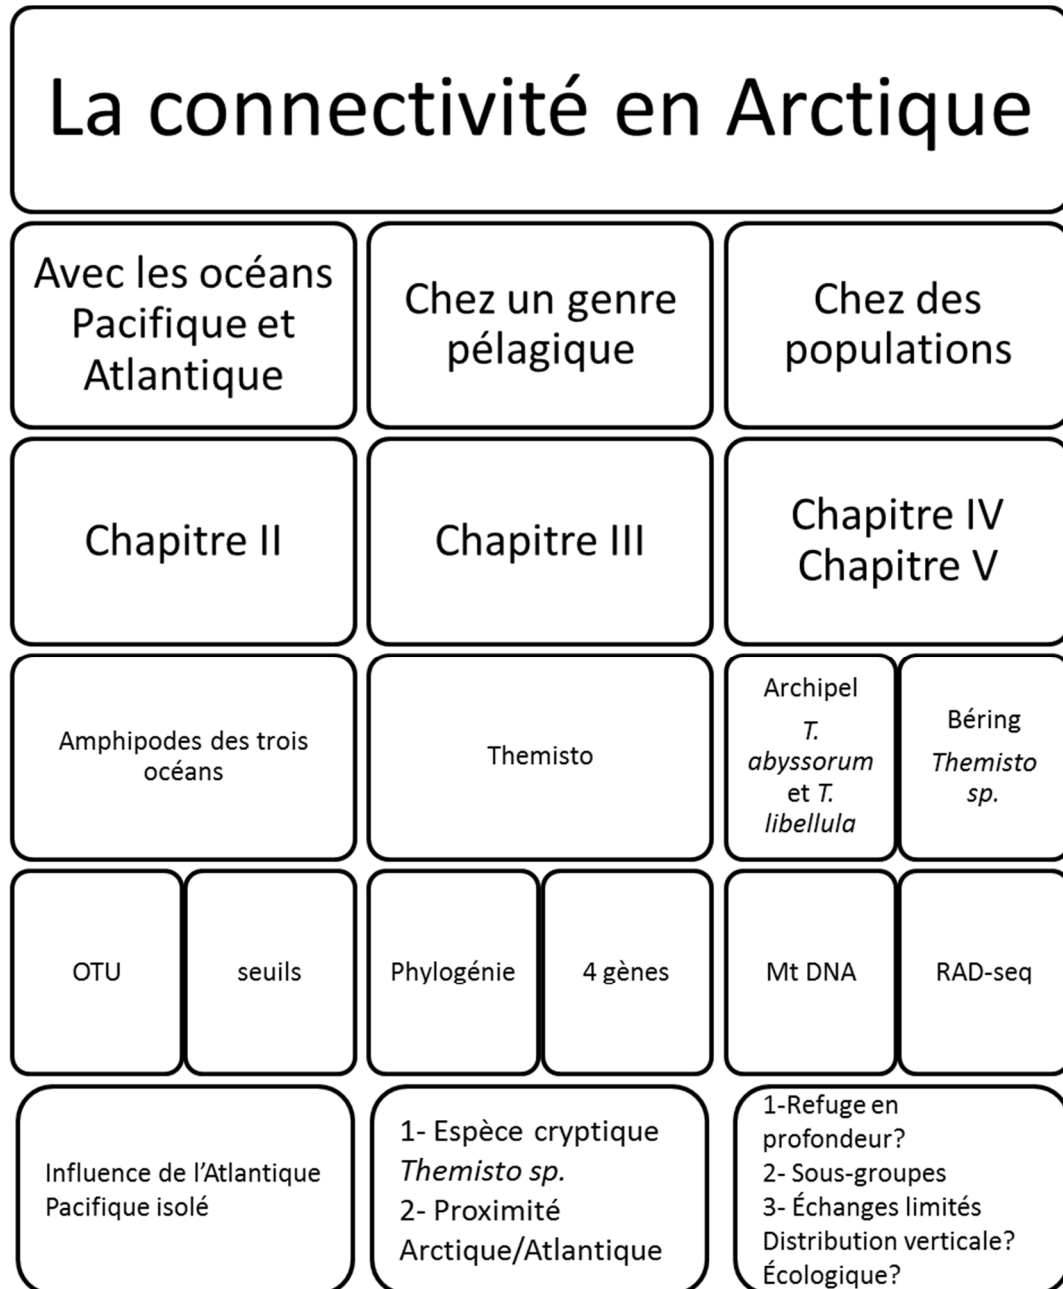 La connectivité en Arctique
Avec les océans
Pacifique et
Atlantique
Chez un genre
pélagique
Chez des
populations
Chapitre II
Chapitre III
Chapitre IV
Chapitre V
Amphipodes des trois
océans
Themisto
Archipel
T.
abyssorum
et T.
libellula
Béring
Themisto
sp.
OTU
seuils
Phylogénie
4 gènes
Mt DNA
RAD-seq
Influence de l'Atlantique
Pacifique isolé
1- Espèce cryptique
Themisto sp.
2- Proximité
Arctique/Atlantique
1-Refuge en
profondeur?
2- Sous-groupes
3- Échanges limités
Distribution verticale?
Écologique?